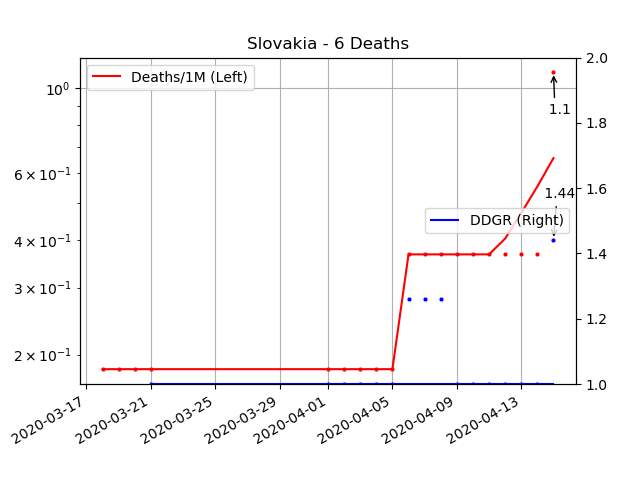 Slovakia - 6 Deaths
Deaths/1M (Left)
DDGR (Right)
1.1
1.44
10⁰
6 × 10⁻¹
4 × 10⁻¹
3 × 10⁻¹
2 × 10⁻¹
2.0
1.8
1.6
1.4
1.2
1.0
2020-03-17
2020-03-21
2020-03-25
2020-03-29
2020-04-01
2020-04-05
2020-04-09
2020-04-13